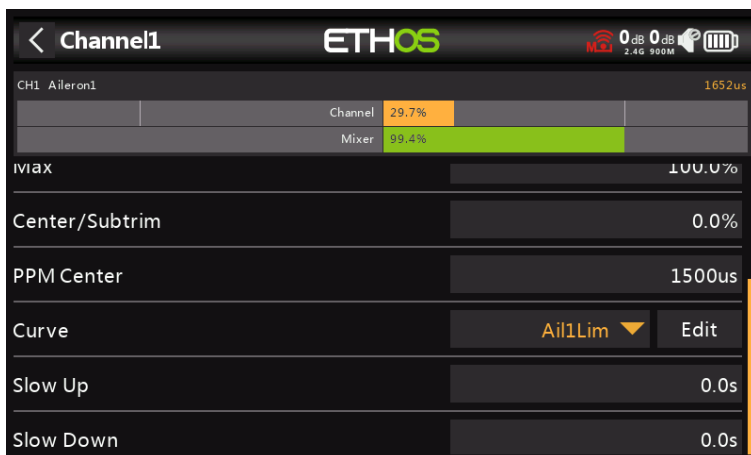 Channel1
ETHOS
0dB 0dB
2.4G 900M
CH1 Aileron1 1652us
Channel 29.7%
Mixer 99.4%
Max 100.0%
Center/Subtrim 0.0%
PPM Center 1500us
Curve Ail1Lim Edit
Slow Up 0.0s
Slow Down 0.0s